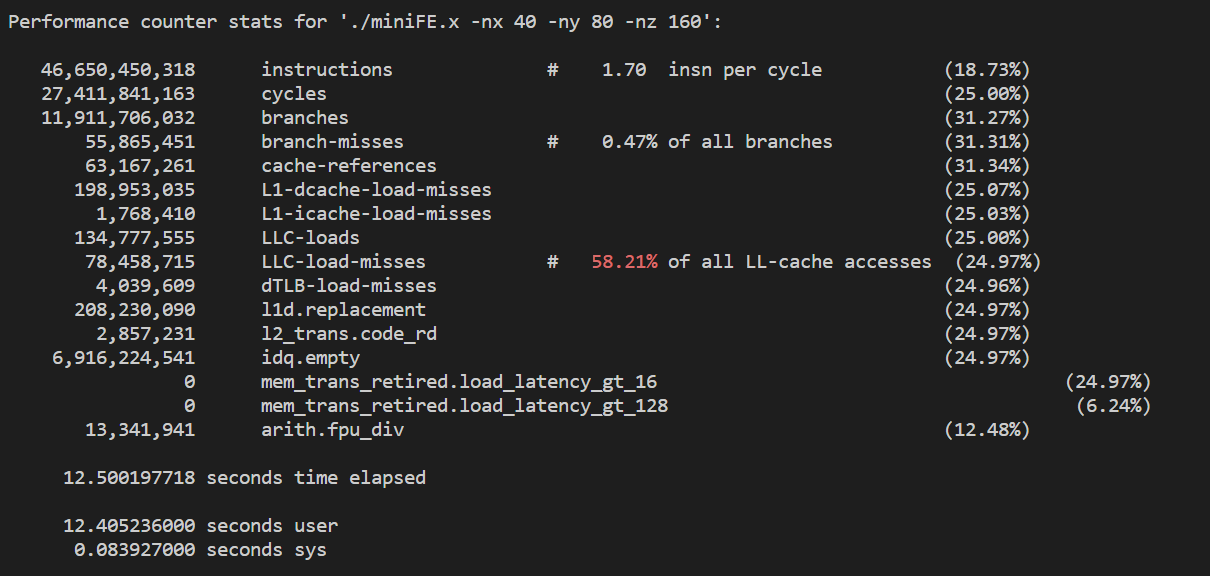 Performance counter stats for './miniFE.x -nx 40 -ny 80 -nz 160':
46,650,450,318 instructions # 1.70 insn per cycle (18.73%)
27,411,841,163 cycles (25.00%)
11,911,706,032 branches (31.27%)
55,865,451 branch-misses # 0.47% of all branches (31.31%)
63,167,261 cache-references (31.34%)
198,953,035 L1-dcache-load-misses (25.07%)
1,768,410 L1-icache-load-misses (25.03%)
134,777,555 LLC-loads (25.00%)
78,458,715 LLC-load-misses # 58.21% of all LL-cache accesses (24.97%)
4,039,609 dTLB-load-misses (24.96%)
208,230,090 l1d.replacement (24.97%)
2,857,231 l2_trans.code_rd (24.97%)
6,916,224,541 idq.empty (24.97%)
0 mem_trans_retired.load_latency_gt_16 (24.97%)
0 mem_trans_retired.load_latency_gt_128 (6.24%)
13,341,941 arith.fpu_div (12.48%)
12.500197718 seconds time elapsed
12.405236000 seconds user
0.083927000 seconds sys